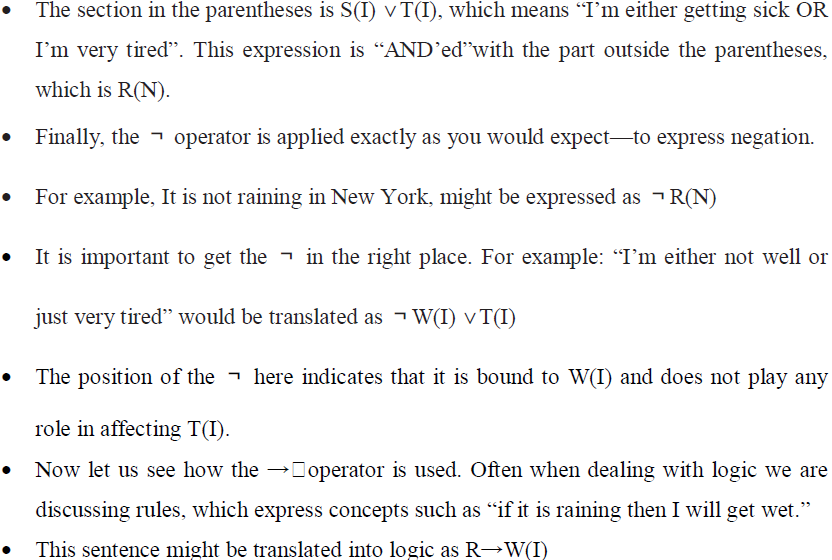 • The section in the parentheses is S(I) ∨T(I), which means “I’m either getting sick OR
I’m very tired”. This expression is “AND’ed”with the part outside the parentheses,
which is R(N).
• Finally, the ¬ operator is applied exactly as you would expect—to express negation.
• For example, It is not raining in New York, might be expressed as ¬ R(N)
• It is important to get the ¬ in the right place. For example: “I’m either not well or
just very tired” would be translated as ¬ W(I) ∨T(I)
• The position of the ¬ here indicates that it is bound to W(I) and does not play any
role in affecting T(I).
• Now let us see how the →□operator is used. Often when dealing with logic we are
discussing rules, which express concepts such as “if it is raining then I will get wet.”
• This sentence might be translated into logic as R→W(I)